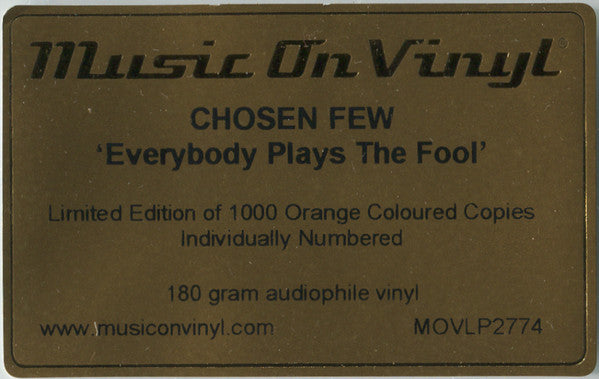 Music On Vinyl®
CHOSEN FEW
‘Everybody Plays The Fool’
Limited Edition of 1000 Orange Coloured Copies
Individually Numbered
180 gram audiophile vinyl
www.musiconvinyl.com MOVLP2774